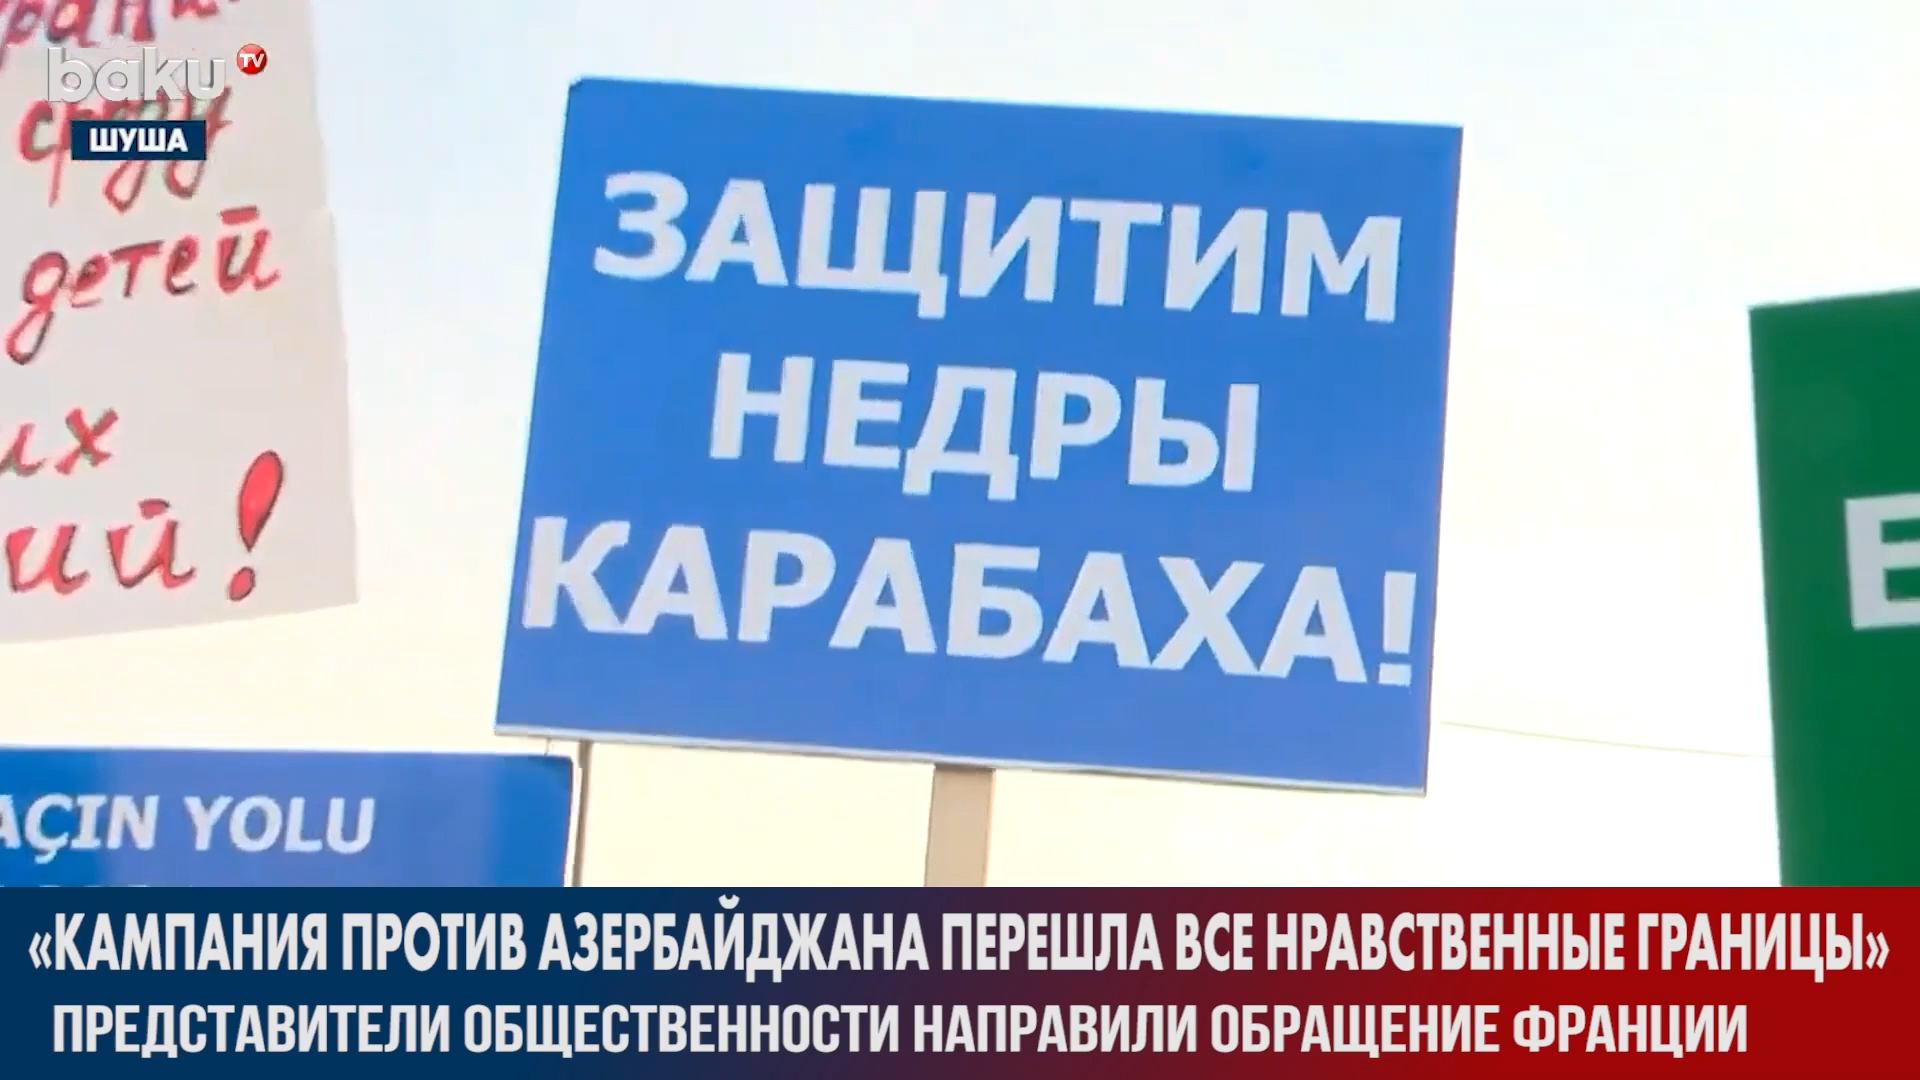 baku TV
ШУША
среду
детей
ЗАЩИТИМ
НЕДРЫ
КАРАБАХА!
YOLU
«КАМПАНИЯ ПРОТИВ АЗЕРБАЙДЖАНА ПЕРЕШЛА ВСЕ НРАВСТВЕННЫЕ ГРАНИЦЫ»
ПРЕДСТАВИТЕЛИ ОБЩЕСТВЕННОСТИ НАПРАВИЛИ ОБРАЩЕНИЕ ФРАНЦИИ